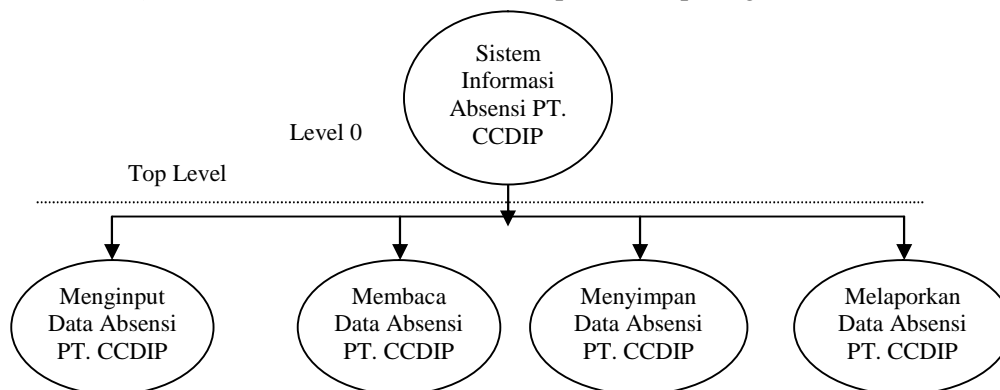 Sistem
Informasi
Absensi PT.
CCDIP
Level 0
Top Level
Menginput
Data Absensi
PT. CCDIP
Membaca
Data Absensi
PT. CCDIP
Menyimpan
Data Absensi
PT. CCDIP
Melaporkan
Data Absensi
PT. CCDIP